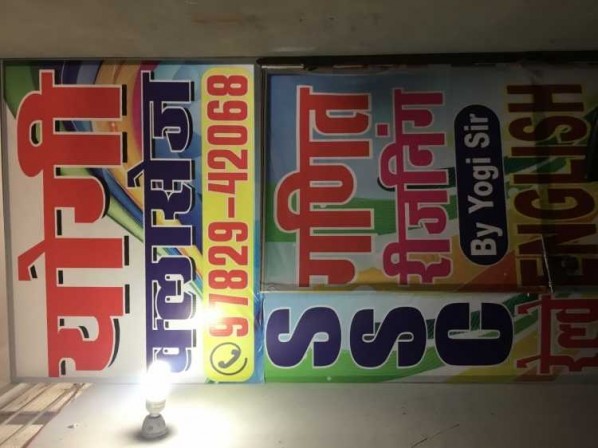 योगी
क्लासेज
97829-42068
गणित
रीजनिंग
By Yogi Sir
ENGLISH
SSC